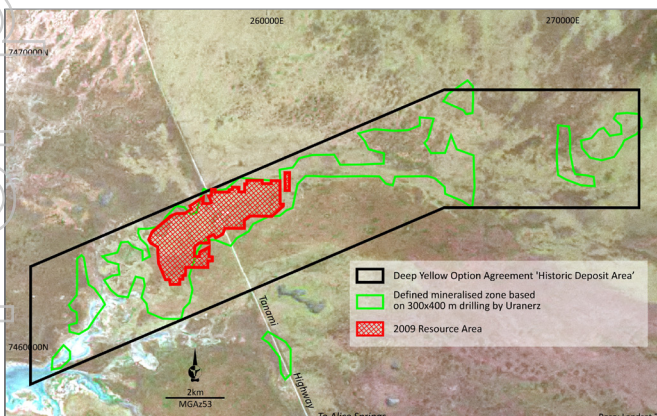 260000E
270000E
7470000N
Deep Yellow Option Agreement 'Historic Deposit Area'
Defined mineralised zone based
on 300x400 m drilling by Uranerz
2009 Resource Area
Tanami
Highway
7460000N
2km
MGAz53
To Alice Springs